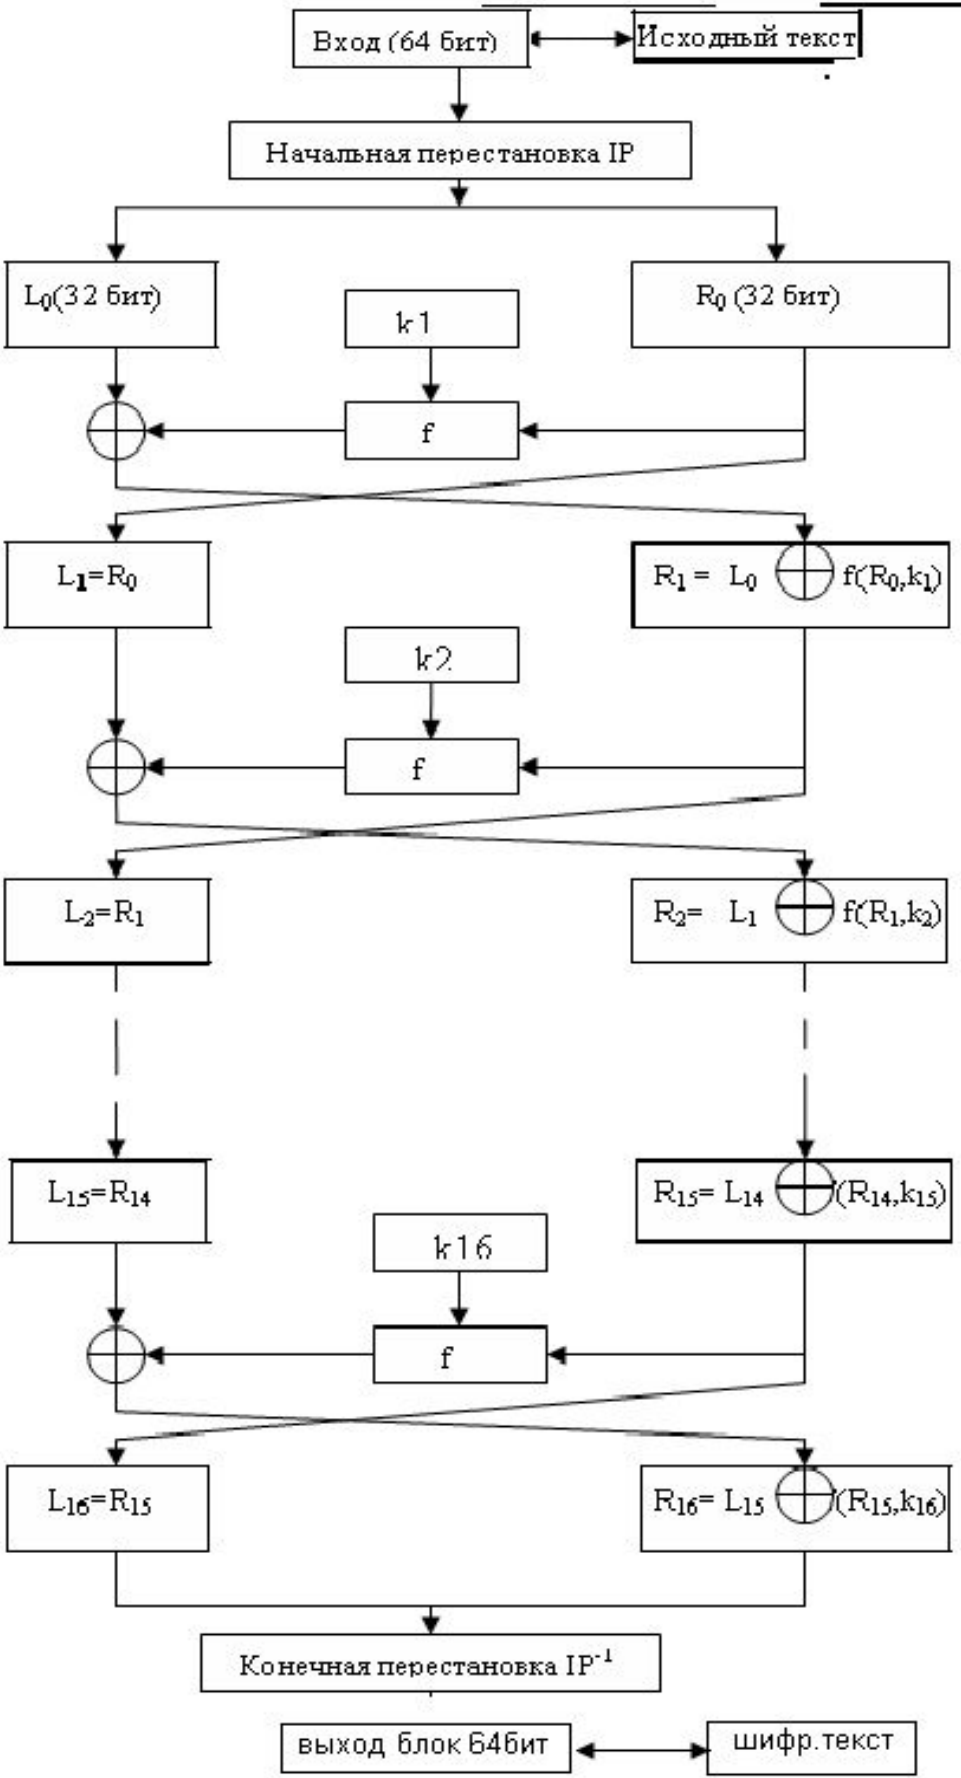 Вход (64 бит)
Исходный текст
Начальная перестановка IP
L₀(32 бит)
R₀ (32 бит)
k1
f
L₁=R₀
R₁ = L₀ ⊕ f(R₀,k₁)
k2
f
L₂=R₁
R₂= L₁ ⊕ f(R₁,k₂)
L₁₅=R₁₄
R₁₅= L₁₄ ⊕ (R₁₄,k₁₅)
k16
f
L₁₆=R₁₅
R₁₆= L₁₅ ⊕ (R₁₅,k₁₆)
Конечная перестановка IP⁻¹
выход блок 64бит
шифр.текст